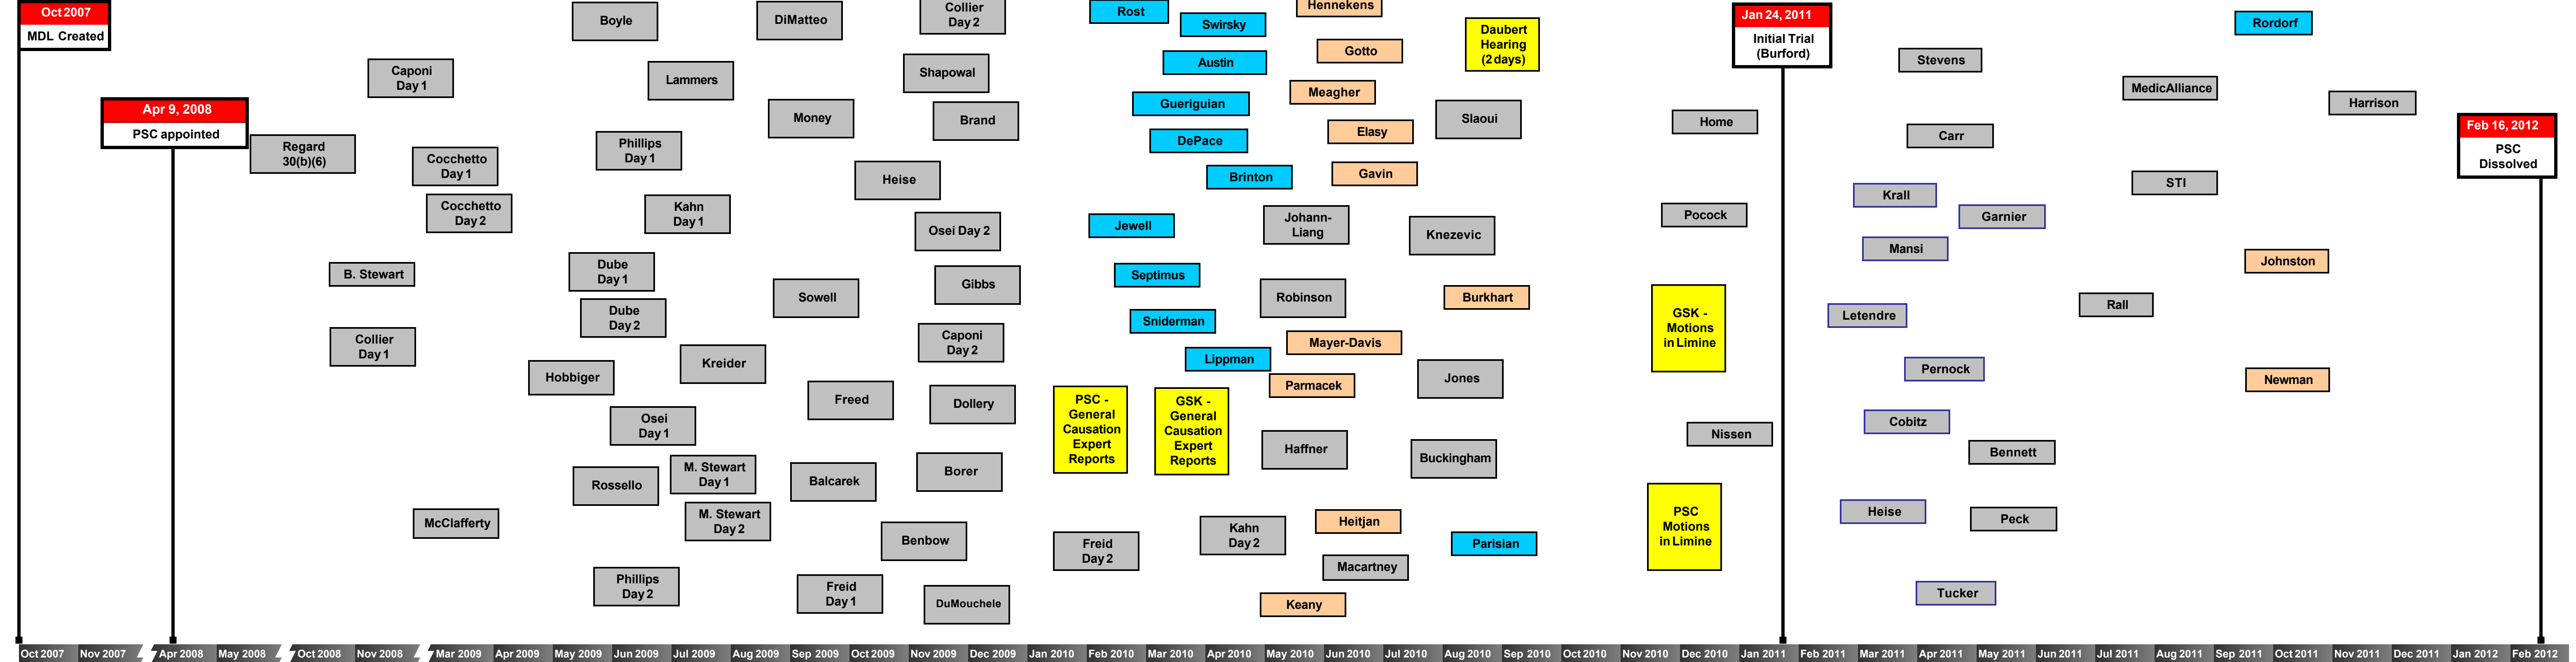 Oct 2007
MDL Created
Apr 9, 2008
PSC appointed
Regard
30(b)(6)
Caponi
Day 1
Cocchetto
Day 1
Cocchetto
Day 2
B. Stewart
Collier
Day 1
McClafferty
Boyle
Lammers
Phillips
Day 1
Kahn
Day 1
Dube
Day 1
Dube
Day 2
Hobbiger
Kreider
Osei
Day 1
Rossello
M. Stewart
Day 1
M. Stewart
Day 2
Phillips
Day 2
DiMatteo
Money
Heise
Sowell
Freed
Balcarek
Benbow
Freid
Day 1
Collier
Day 2
Shapowal
Brand
Osei Day 2
Gibbs
Caponi
Day 2
Dollery
Borer
DuMouchele
Rost
Swirsky
Austin
Gueriguian
DePace
Brinton
Jewell
Septimus
Sniderman
Lippman
PSC -
General
Causation
Expert
Reports
GSK -
General
Causation
Expert
Reports
Freid
Day 2
Kahn
Day 2
Hennekens
Gotto
Meagher
Elasy
Gavin
Johann-
Liang
Robinson
Mayer-Davis
Parmacek
Haffner
Heitjan
Macartney
Keany
Daubert
Hearing
(2 days)
Slaoui
Knezevic
Burkhart
Jones
Buckingham
Parisian
Home
Pocock
GSK -
Motions
in Limine
Nissen
PSC
Motions
in Limine
Jan 24, 2011
Initial Trial
(Burford)
Stevens
Carr
Krall
Garnier
Mansi
Letendre
Pernock
Cobitz
Bennett
Heise
Peck
Tucker
Rordorf
MedicAlliance
Harrison
STI
Johnston
Rall
Newman
Feb 16, 2012
PSC
Dissolved
Oct 2007 Nov 2007 Apr 2008 May 2008 Oct 2008 Nov 2008 Mar 2009 Apr 2009 May 2009 Jun 2009 Jul 2009 Aug 2009 Sep 2009 Oct 2009 Nov 2009 Dec 2009 Jan 2010 Feb 2010 Mar 2010 Apr 2010 May 2010 Jun 2010 Jul 2010 Aug 2010 Sep 2010 Oct 2010 Nov 2010 Dec 2010 Jan 2011 Feb 2011 Mar 2011 Apr 2011 May 2011 Jun 2011 Jul 2011 Aug 2011 Sep 2011 Oct 2011 Nov 2011 Dec 2011 Jan 2012 Feb 2012